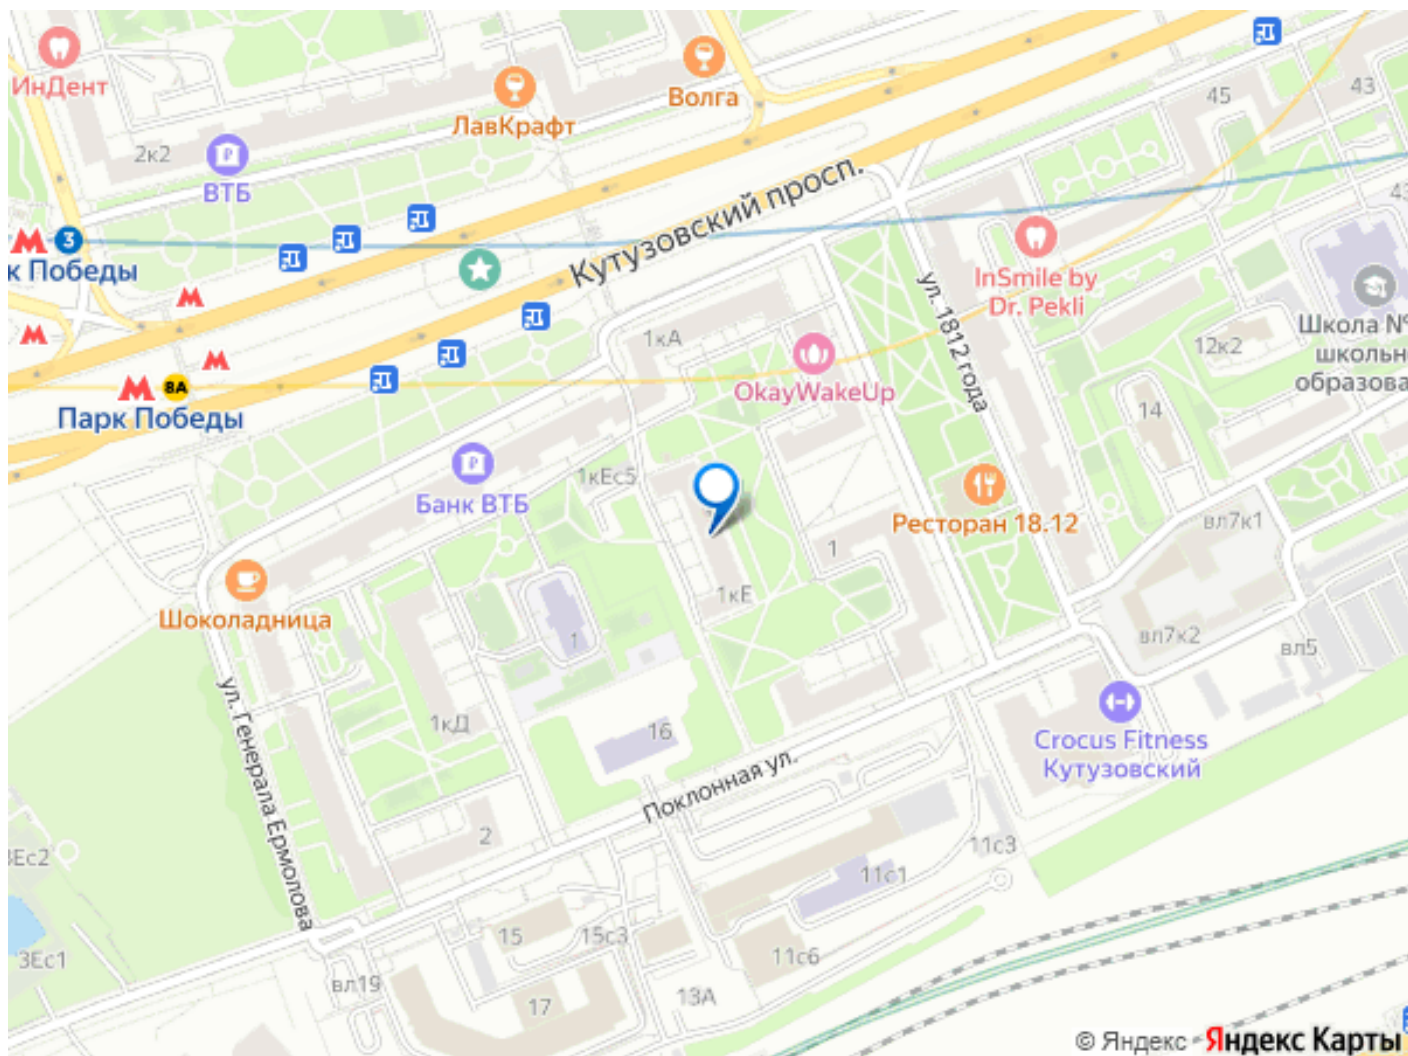 ИнДент
ЛавКрафт
Волга
45
43
2к2
ВТБ
Кутузовский просп.
М 3
к Победы
М
М
М
М 8А
Парк Победы
ул. 1812 года
InSmile by
Dr. Pekli
43
Школа №
школьн
образова
12к2
14
1кА
OkayWakeUp
Банк ВТБ
1кЕс5
Ресторан 18.12
вл7к1
1
1кЕ
Шоколадница
1
вл7к2
вл5
ул. Генерала Ермолова
1кД
16
Crocus Fitness
Кутузовский
Поклонная ул.
2
3Ес2
11с3
11с1
15
15с3
11с6
3Ес1
вл19
17
13А
© Яндекс Яндекс Карты